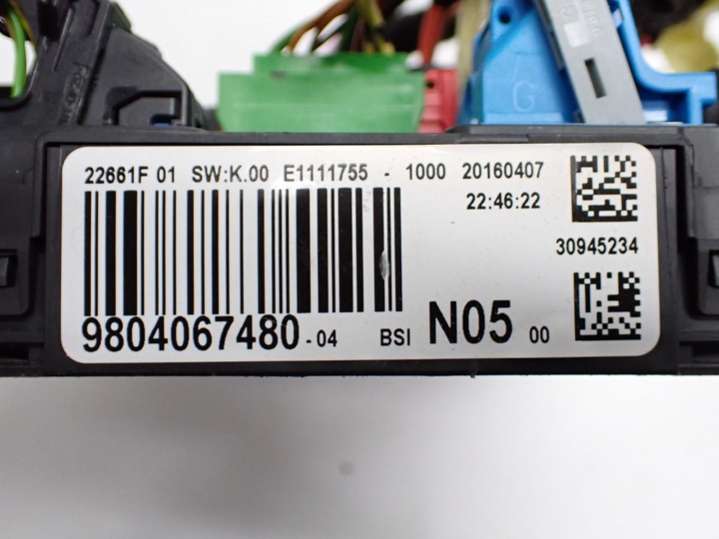 22661F 01 SW:K.00 E1111755 - 1000 20160407
22:46:22
30945234
9804067480-04 BSI N05 00
G